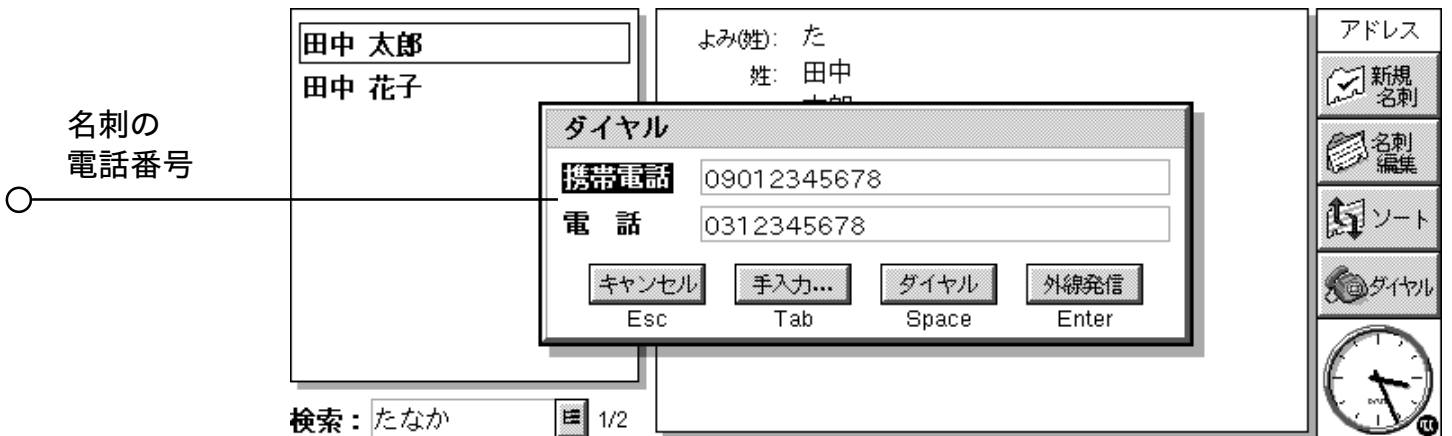 名刺の
電話番号
田中 太郎
田中 花子
よみ(姓): た
姓: 田中
ダイヤル
携帯電話 09012345678
電 話 0312345678
キャンセル 手入力... ダイヤル 外線発信
Esc Tab Space Enter
検索: たなか 1/2
アドレス
新規
名刺
名刺
編集
ソート
ダイヤル